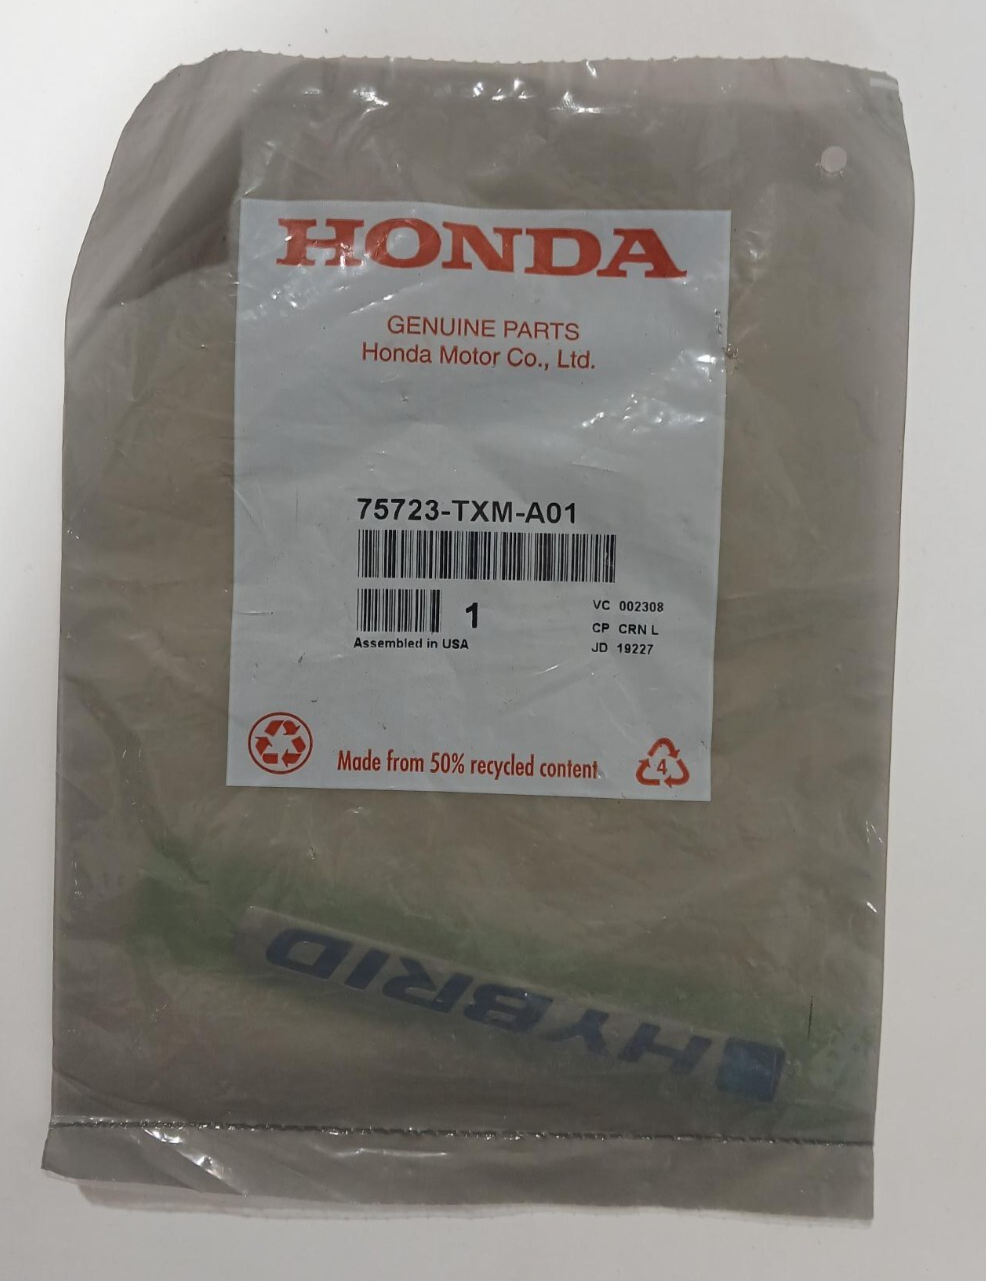 HONDA
GENUINE PARTS
Honda Motor Co., Ltd.
75723-TXM-A01
1
VC 002308
CP CRN L
JD 19227
Assembled in USA
Made from 50% recycled content
4
HYBRID